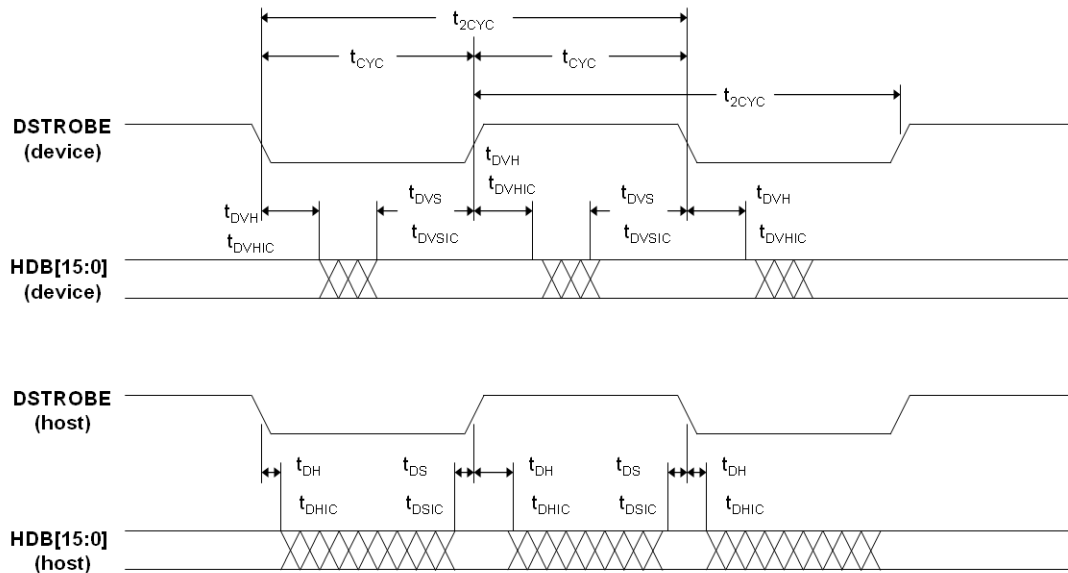 t2CYC
tCYC tCYC
t2CYC
DSTROBE
(device)
tDVH
tDVHIC
tDVS
tDVSIC
tDVH
tDVHIC
tDVS
tDVSIC
tDVH
tDVHIC
HDB[15:0]
(device)
DSTROBE
(host)
tDH
tDHIC
tDS
tDSIC
tDH
tDHIC
tDS
tDSIC
tDH
tDHIC
HDB[15:0]
(host)